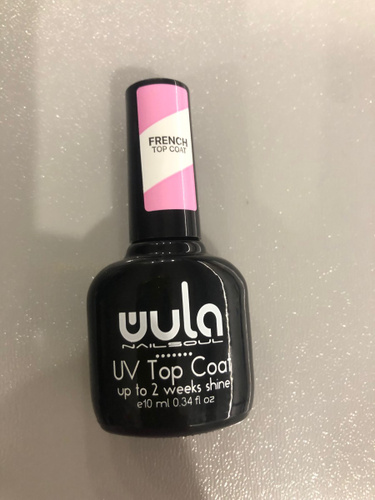 FRENCH
TOP COAT
wula
NAILSOUL
UV Top Coat
up to 2 weeks shine
e10 ml 0.34 fl oz